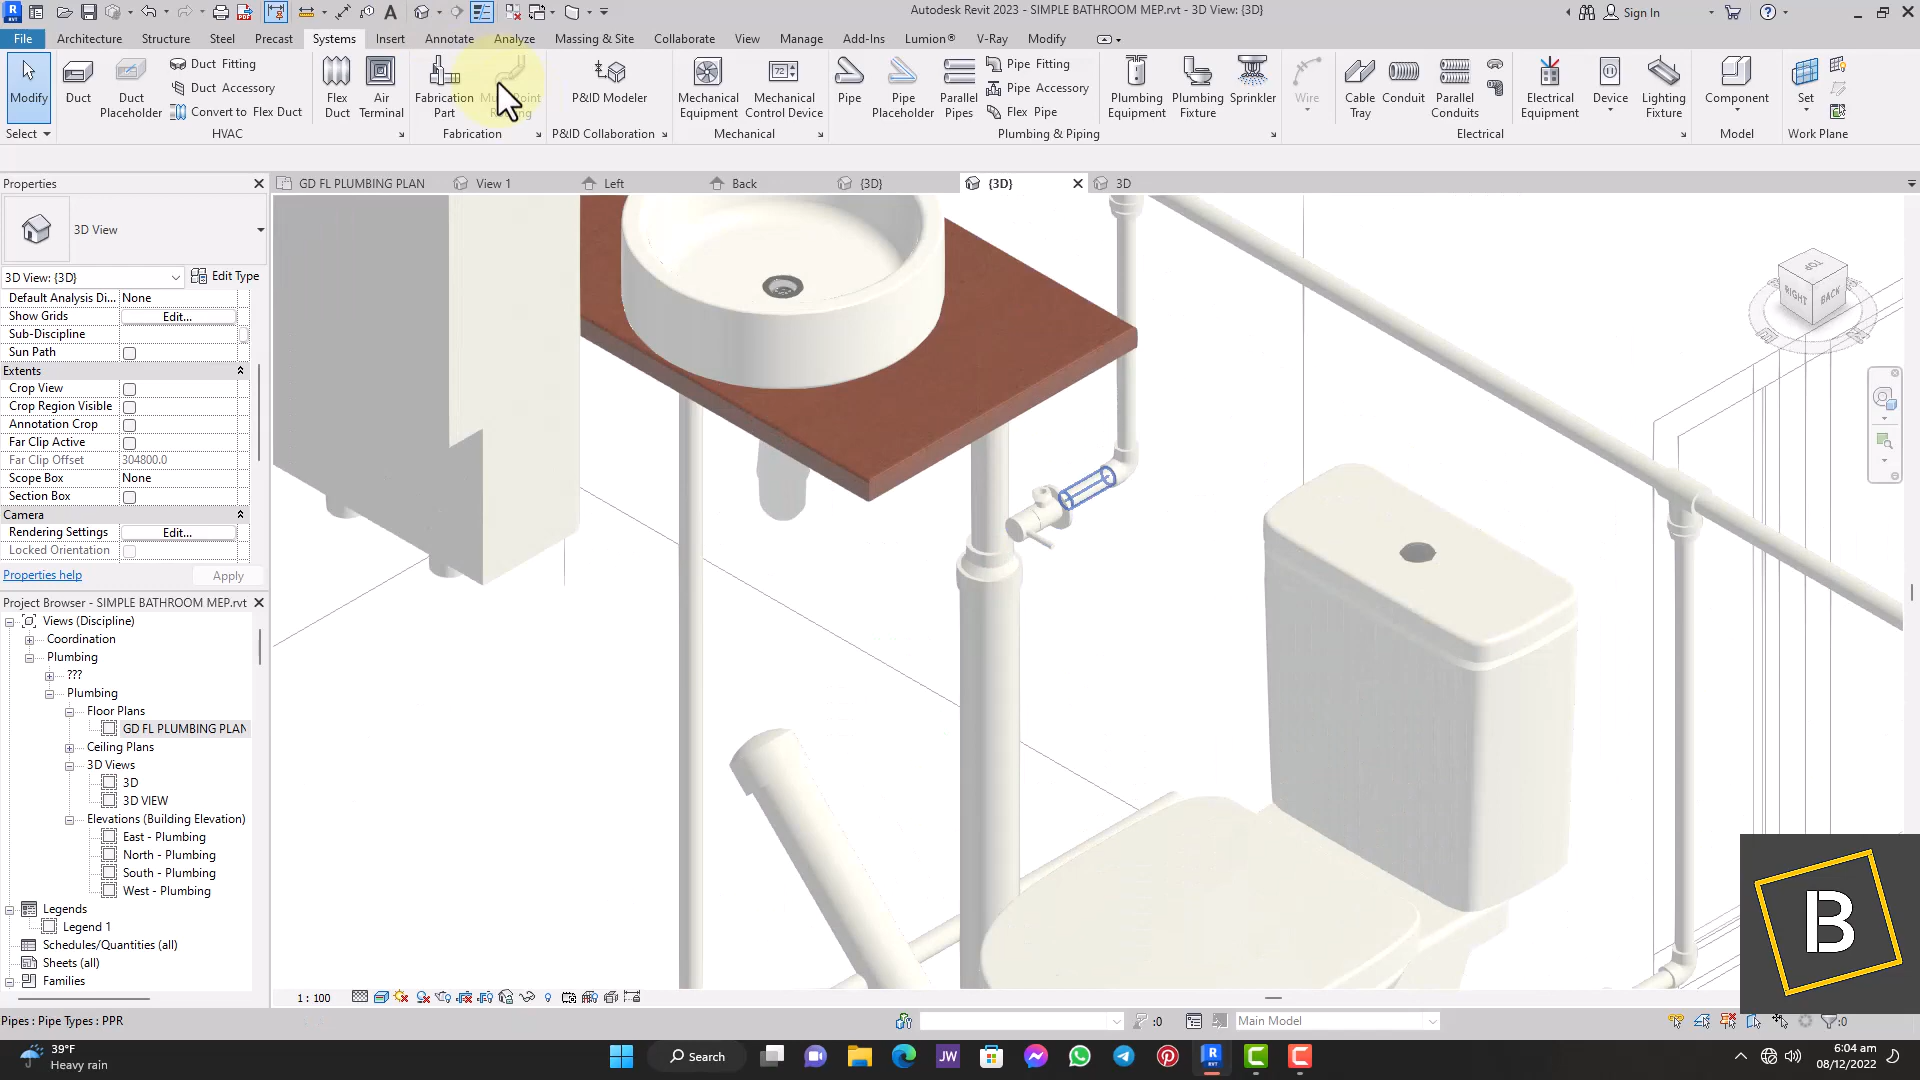 Autodesk Revit 2023 - SIMPLE BATHROOM MEP.rvt - 3D View: {3D}
Sign In
File Architecture Structure Steel Precast Systems Insert Annotate Analyze Massing & Site Collaborate View Manage Add-Ins Lumion® V-Ray Modify
Modify
Select
Duct
Duct Placeholder
Duct Fitting
Duct Accessory
Convert to Flex Duct
Flex Duct
Air Terminal
HVAC
Fabrication Part
Fabrication
P&ID Modeler
P&ID Collaboration
Mechanical Equipment
Mechanical Control Device
72
Mechanical
Pipe
Pipe Placeholder
Parallel Pipes
Pipe Fitting
Pipe Accessory
Flex Pipe
Plumbing Equipment
Plumbing Fixture
Sprinkler
Plumbing & Piping
Wire
Cable Tray
Conduit
Parallel Conduits
Electrical Equipment
Device
Lighting Fixture
Electrical
Component
Model
Set
Work Plane
Properties
GD FL PLUMBING PLAN View 1 Left Back {3D} {3D} 3D
3D View
3D View: {3D} Edit Type
Default Analysis Di... None
Show Grids Edit...
Sub-Discipline
Sun Path
Extents
Crop View
Crop Region Visible
Annotation Crop
Far Clip Active
Far Clip Offset 304800.0
Scope Box None
Section Box
Camera
Rendering Settings Edit...
Locked Orientation
Properties help Apply
Project Browser - SIMPLE BATHROOM MEP.rvt
Views (Discipline)
Coordination
Plumbing
???
Plumbing
Floor Plans
GD FL PLUMBING PLAN
Ceiling Plans
3D Views
3D
3D VIEW
Elevations (Building Elevation)
East - Plumbing
North - Plumbing
South - Plumbing
West - Plumbing
Legends
Legend 1
Schedules/Quantities (all)
Sheets (all)
Families
TOP
RIGHT BACK
B
1 : 100
Pipes : Pipe Types : PPR
:0
Main Model
:0
39°F
Heavy rain
Search
JW
R
RVT
6:04 am
08/12/2022